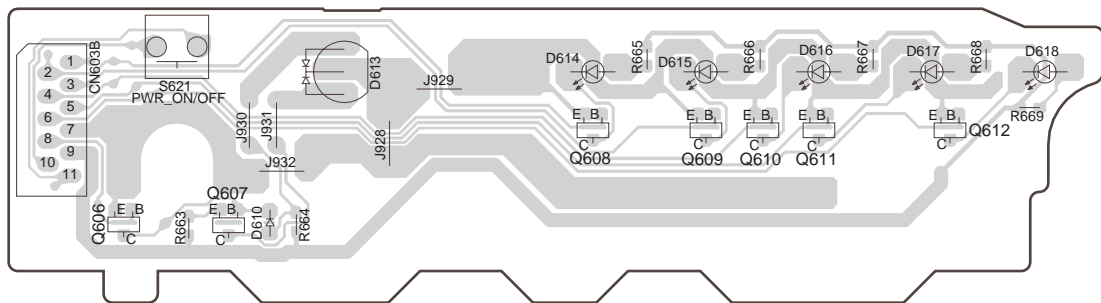 CN603B
1
2
3
4
5
6
7
8
9
10
11
S621
PWR_ON/OFF
D613
J929
J930
J931
J928
J932
D614
R665
D615
R666
D616
R667
D617
R668
D618
R669
E B
C
Q608
E B
C
Q609
E B
C
Q610
E B
C
Q611
E B
C
Q612
Q606
E B
C
R663
Q607
E B
C
D610
R664